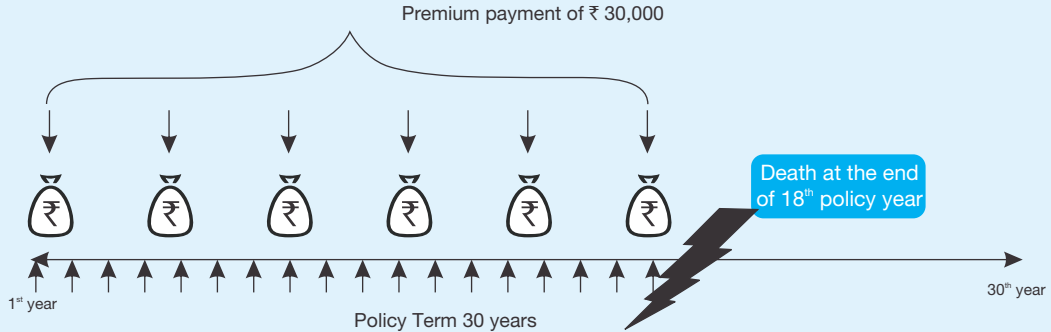 Premium payment of ₹ 30,000
₹ ₹ ₹ ₹ ₹ ₹
Death at the end
of 18th policy year
1st year
30th year
Policy Term 30 years